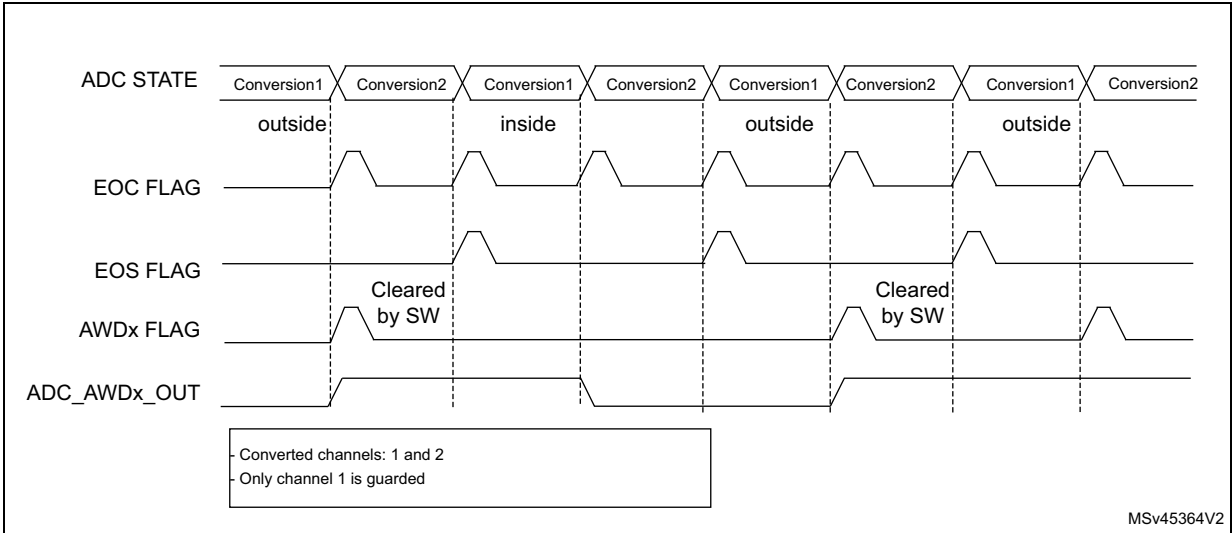 ADC STATE
Conversion1 Conversion2 Conversion1 Conversion2 Conversion1 Conversion2 Conversion1 Conversion2
outside inside outside outside
EOC FLAG
EOS FLAG
Cleared
by SW
Cleared
by SW
AWDx FLAG
ADC_AWDx_OUT
- Converted channels: 1 and 2
- Only channel 1 is guarded
MSv45364V2